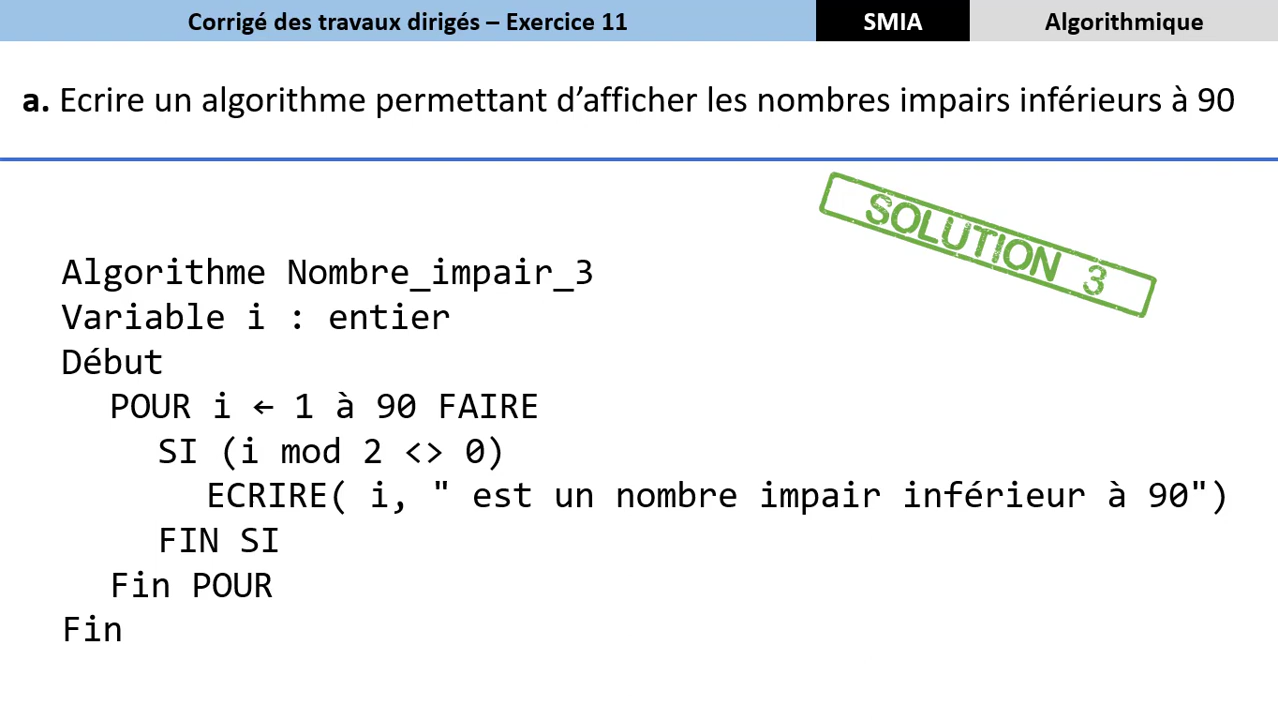 Corrigé des travaux dirigés – Exercice 11
SMIA
Algorithmique
a. Ecrire un algorithme permettant d’afficher les nombres impairs inférieurs à 90
SOLUTION 3
Algorithme Nombre_impair_3
Variable i : entier
Début
POUR i ← 1 à 90 FAIRE
SI (i mod 2 <> 0)
ECRIRE( i, " est un nombre impair inférieur à 90")
FIN SI
Fin POUR
Fin